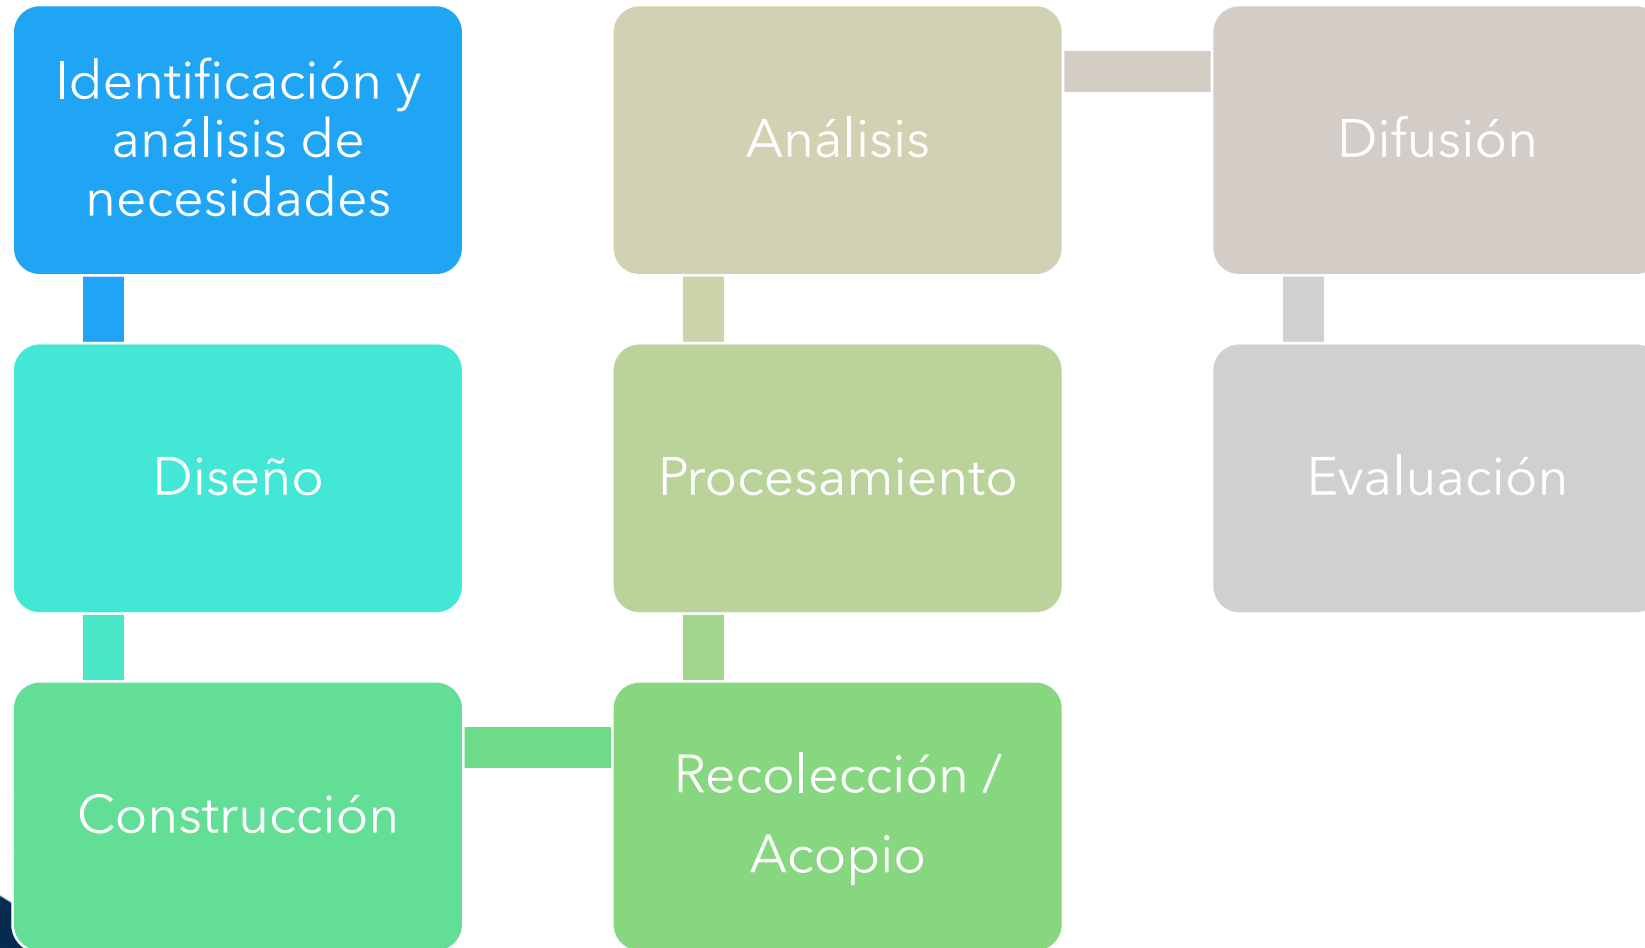 Identificación y
análisis de
necesidades
Diseño
Construcción
Recolección /
Acopio
Procesamiento
Análisis
Difusión
Evaluación